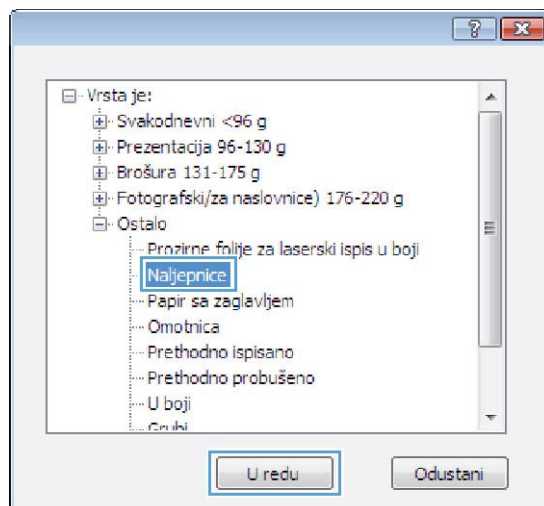 Vrsta je:
Svakodnevni <96 g
Prezentacija 96-130 g
Brošura 131-175 g
Fotografski/za naslovnice) 176-220 g
Ostalo
Prozirne folije za laserski ispis u boji
Naljepnice
Papir sa zaglavljem
Omotnica
Prethodno ispisano
Prethodno probušeno
U boji
Grubi
U redu Odustani